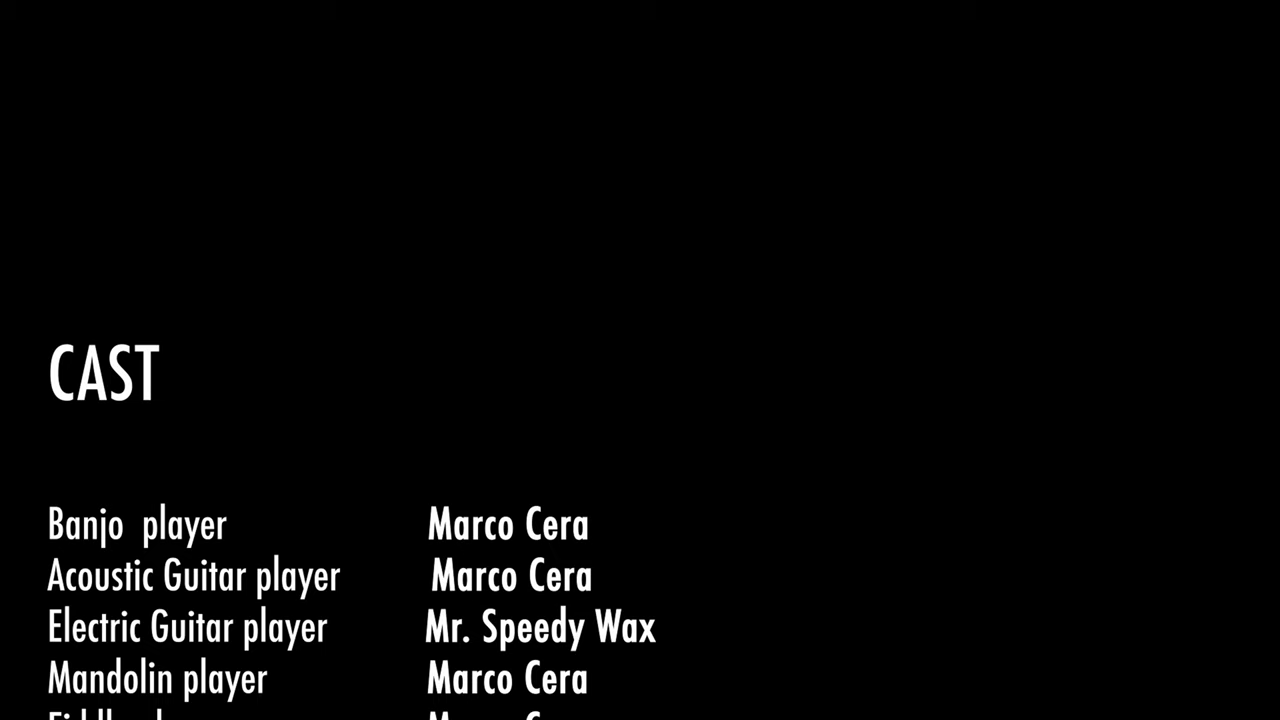 CAST
Banjo player Marco Cera
Acoustic Guitar player Marco Cera
Electric Guitar player Mr. Speedy Wax
Mandolin player Marco Cera